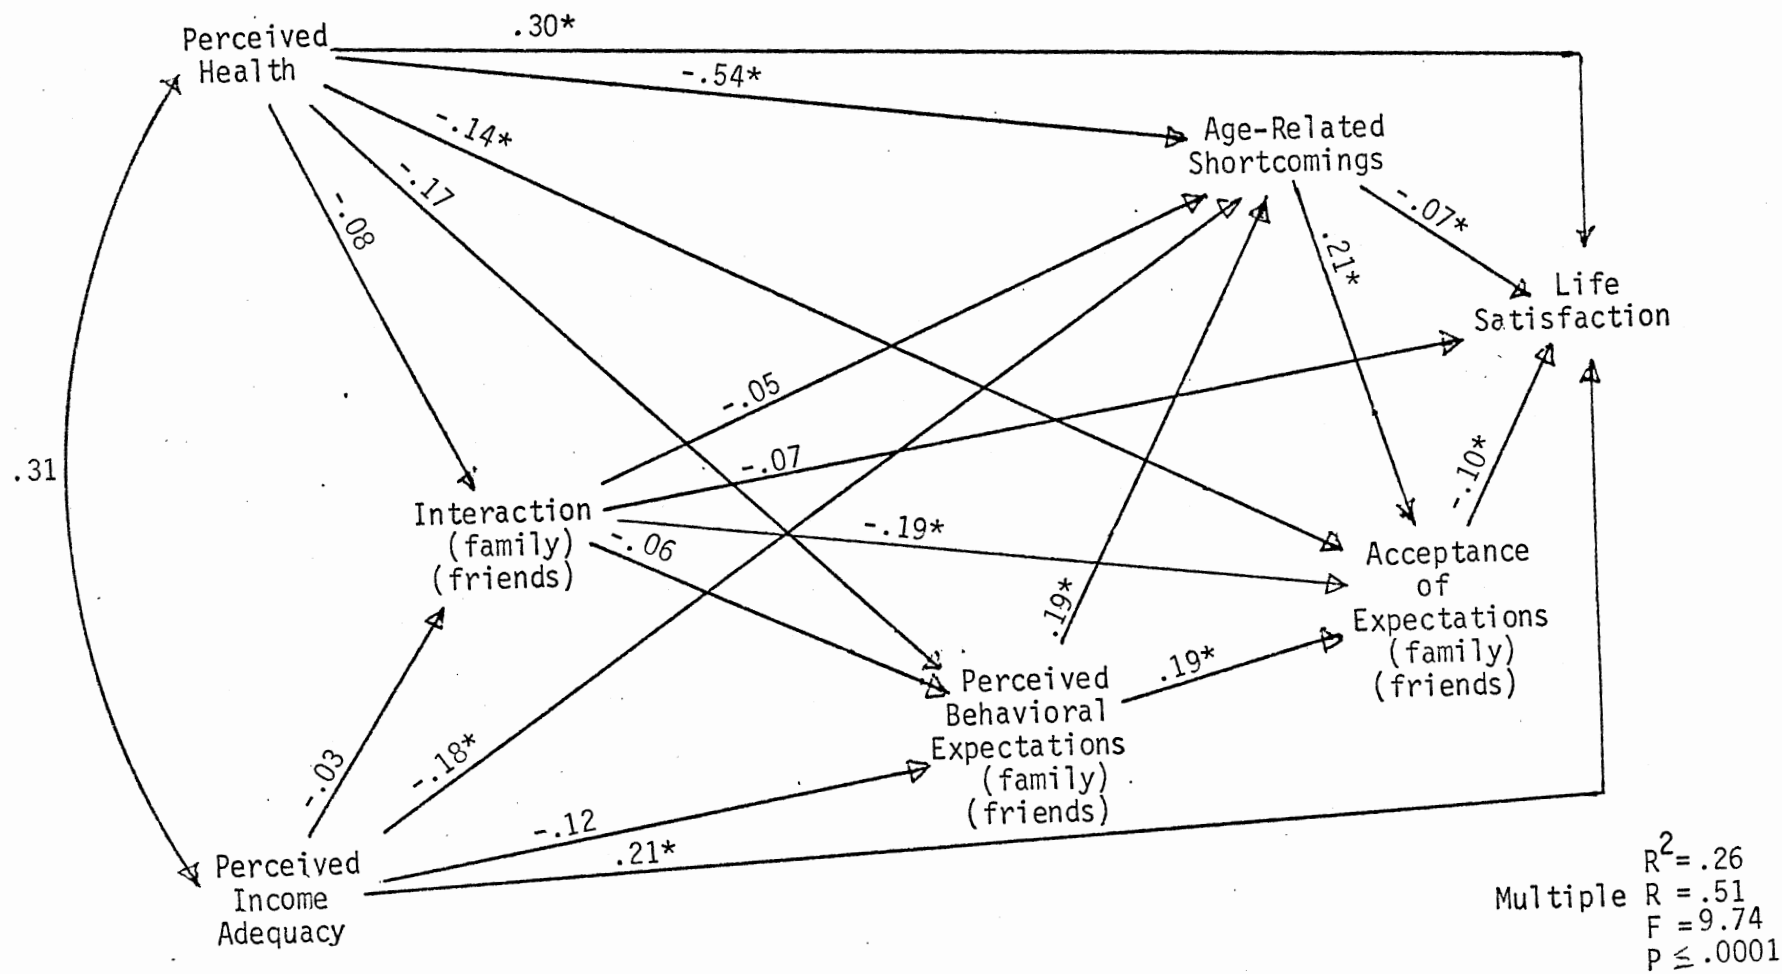 .30*
Perceived
Health
-.54*
-.14*
-.17
-.08
Age-Related
Shortcomings
-.07*
.21*
Life
Satisfaction
-.05
-.07
.31
-.10*
Interaction
(family)
(friends)
-.19*
-.06
Acceptance
of
Expectations
(family)
(friends)
.19*
.19*
Perceived
Behavioral
Expectations
(family)
(friends)
-.03
-.18*
-.12
.21*
Perceived
Income
Adequacy
R²= .26
Multiple R = .51
F = 9.74
P ≤ .0001